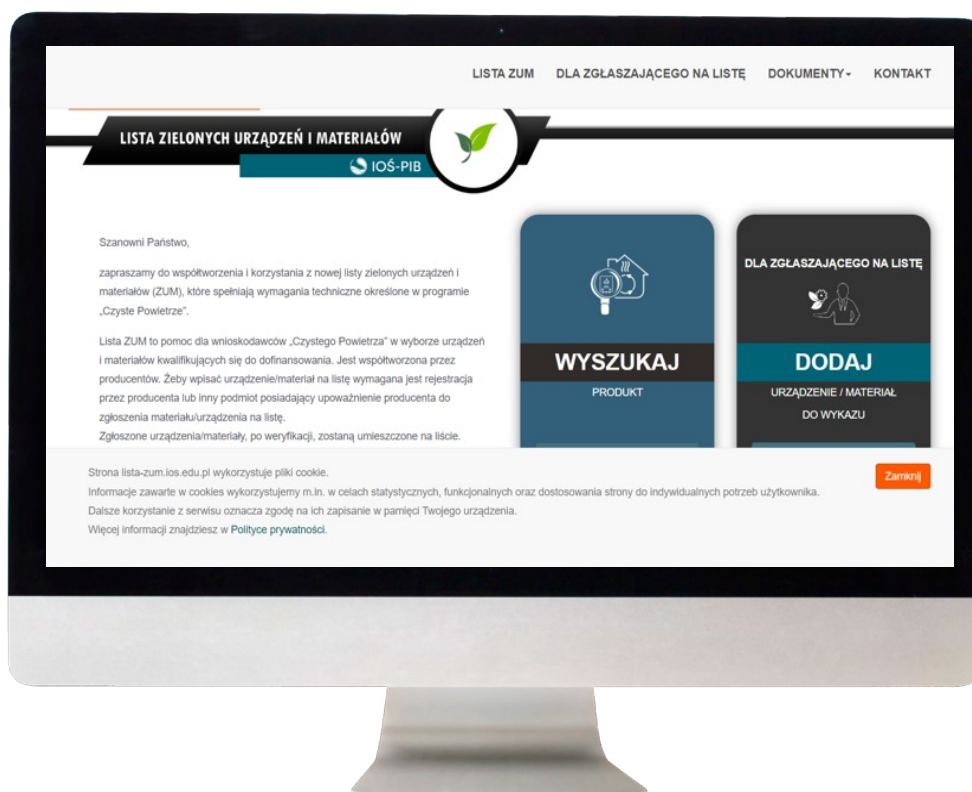 LISTA ZUM DLA ZGŁASZAJĄCEGO NA LISTĘ DOKUMENTY KONTAKT
LISTA ZIELONYCH URZĄDZEŃ I MATERIAŁÓW
IOŚ-PIB
Szanowni Państwo,
zapraszamy do współtworzenia i korzystania z nowej listy zielonych urządzeń i
materiałów (ZUM), które spełniają wymagania techniczne określone w programie
„Czyste Powietrze”.
Lista ZUM to pomoc dla wnioskodawców „Czystego Powietrza” w wyborze urządzeń
i materiałów kwalifikujących się do dofinansowania. Jest współtworzona przez
producentów. Żeby wpisać urządzenie/materiał na listę wymagana jest rejestracja
przez producenta lub inny podmiot posiadający upoważnienie producenta do
zgłoszenia materiału/urządzenia na listę.
Zgłoszone urządzenia/materiały, po weryfikacji, zostaną umieszczone na liście.
WYSZUKAJ
PRODUKT
DLA ZGŁASZAJĄCEGO NA LISTĘ
DODAJ
URZĄDZENIE / MATERIAŁ
DO WYKAZU
Strona lista-zum.ios.edu.pl wykorzystuje pliki cookie.
Informacje zawarte w cookies wykorzystujemy m.in. w celach statystycznych, funkcjonalnych oraz dostosowania strony do indywidualnych potrzeb użytkownika.
Dalsze korzystanie z serwisu oznacza zgodę na ich zapisanie w pamięci Twojego urządzenia.
Więcej informacji znajdziesz w Polityce prywatności.
Zamknij